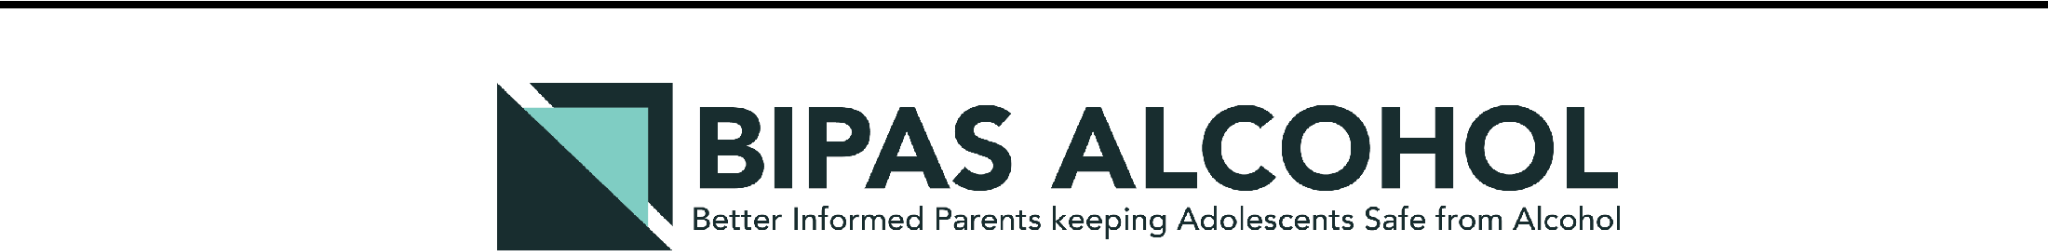 BIPAS ALCOHOL
Better Informed Parents keeping Adolescents Safe from Alcohol